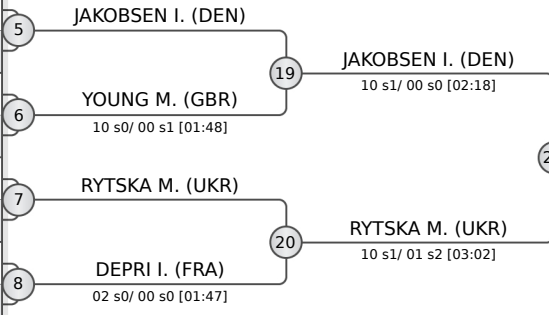 JAKOBSEN I. (DEN)
5
19
JAKOBSEN I. (DEN)
10 s1/ 00 s0 [02:18]
YOUNG M. (GBR)
6
10 s0/ 00 s1 [01:48]
2
RYTSKA M. (UKR)
7
20
RYTSKA M. (UKR)
10 s1/ 01 s2 [03:02]
DEPRI I. (FRA)
8
02 s0/ 00 s0 [01:47]